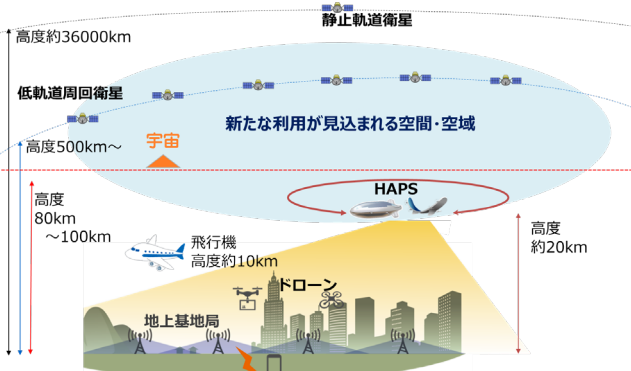 静止軌道衛星
高度約36000km
低軌道周回衛星
新たな利用が見込まれる空間・空域
宇宙
高度500km～
HAPS
高度
80km
～100km
高度
約20km
飛行機
高度約10km
ドローン
地上基地局